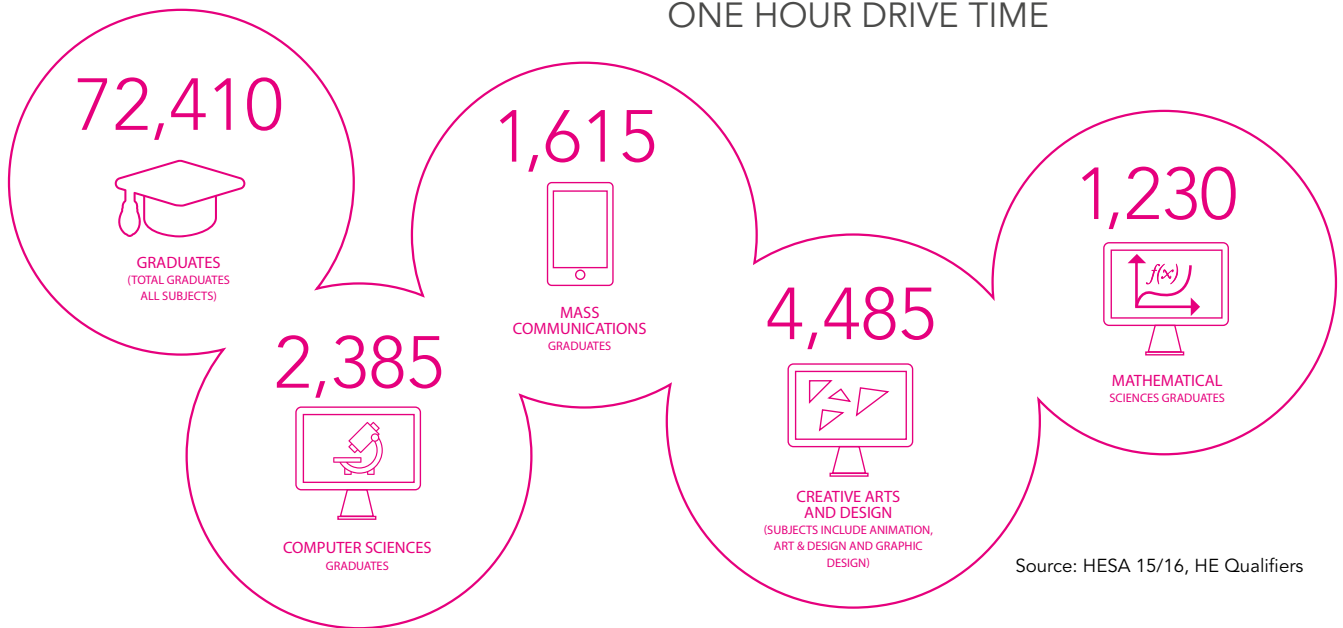 ONE HOUR DRIVE TIME
72,410
GRADUATES
(TOTAL GRADUATES
ALL SUBJECTS)
2,385
COMPUTER SCIENCES
GRADUATES
1,615
MASS
COMMUNICATIONS
GRADUATES
4,485
CREATIVE ARTS
AND DESIGN
(SUBJECTS INCLUDE ANIMATION,
ART & DESIGN AND GRAPHIC
DESIGN)
1,230
f(x)
MATHEMATICAL
SCIENCES GRADUATES
Source: HESA 15/16, HE Qualifiers